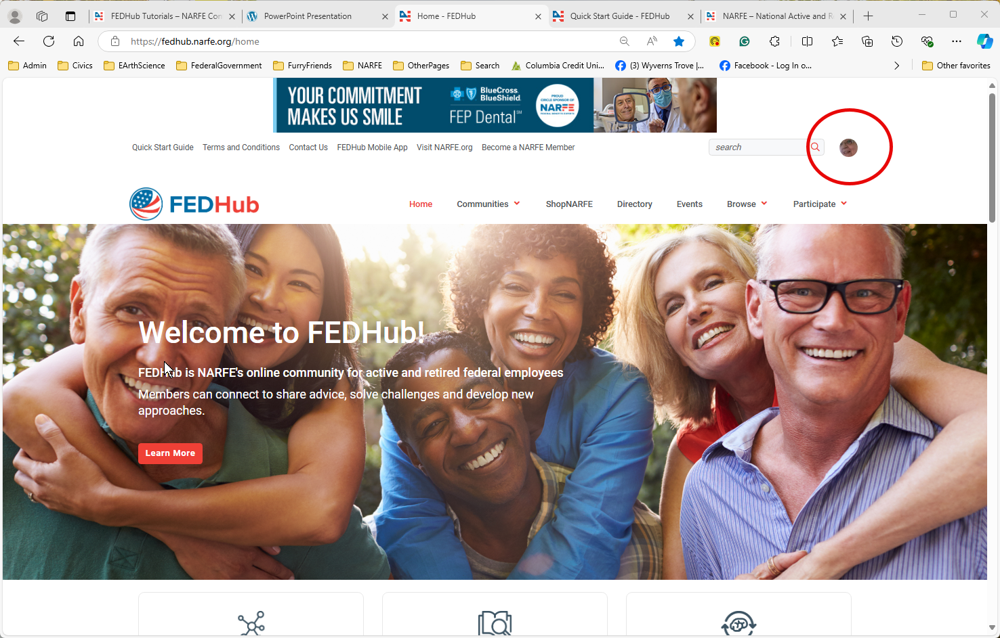 FEDHub Tutorials – NARFE Con
PowerPoint Presentation
Home - FEDHub
Quick Start Guide - FEDHub
NARFE – National Active and R
https://fedhub.narfe.org/home
Admin
Civics
EArthScience
FederalGovernment
FurryFriends
NARFE
OtherPages
Search
Columbia Credit Uni...
(3) Wyverns Trove |...
Facebook - Log In o...
Other favorites
YOUR COMMITMENT
MAKES US SMILE
BlueCross
BlueShield
FEP Dental℠
PROUD
CIRCLE SPONSOR OF
NARFE
FEDERAL BENEFITS EXPERTS
Quick Start Guide
Terms and Conditions
Contact Us
FEDHub Mobile App
Visit NARFE.org
Become a NARFE Member
search
FEDHub
Home
Communities
ShopNARFE
Directory
Events
Browse
Participate
Welcome to FEDHub!
FEDHub is NARFE's online community for active and retired federal employees
Members can connect to share advice, solve challenges and develop new
approaches.
Learn More